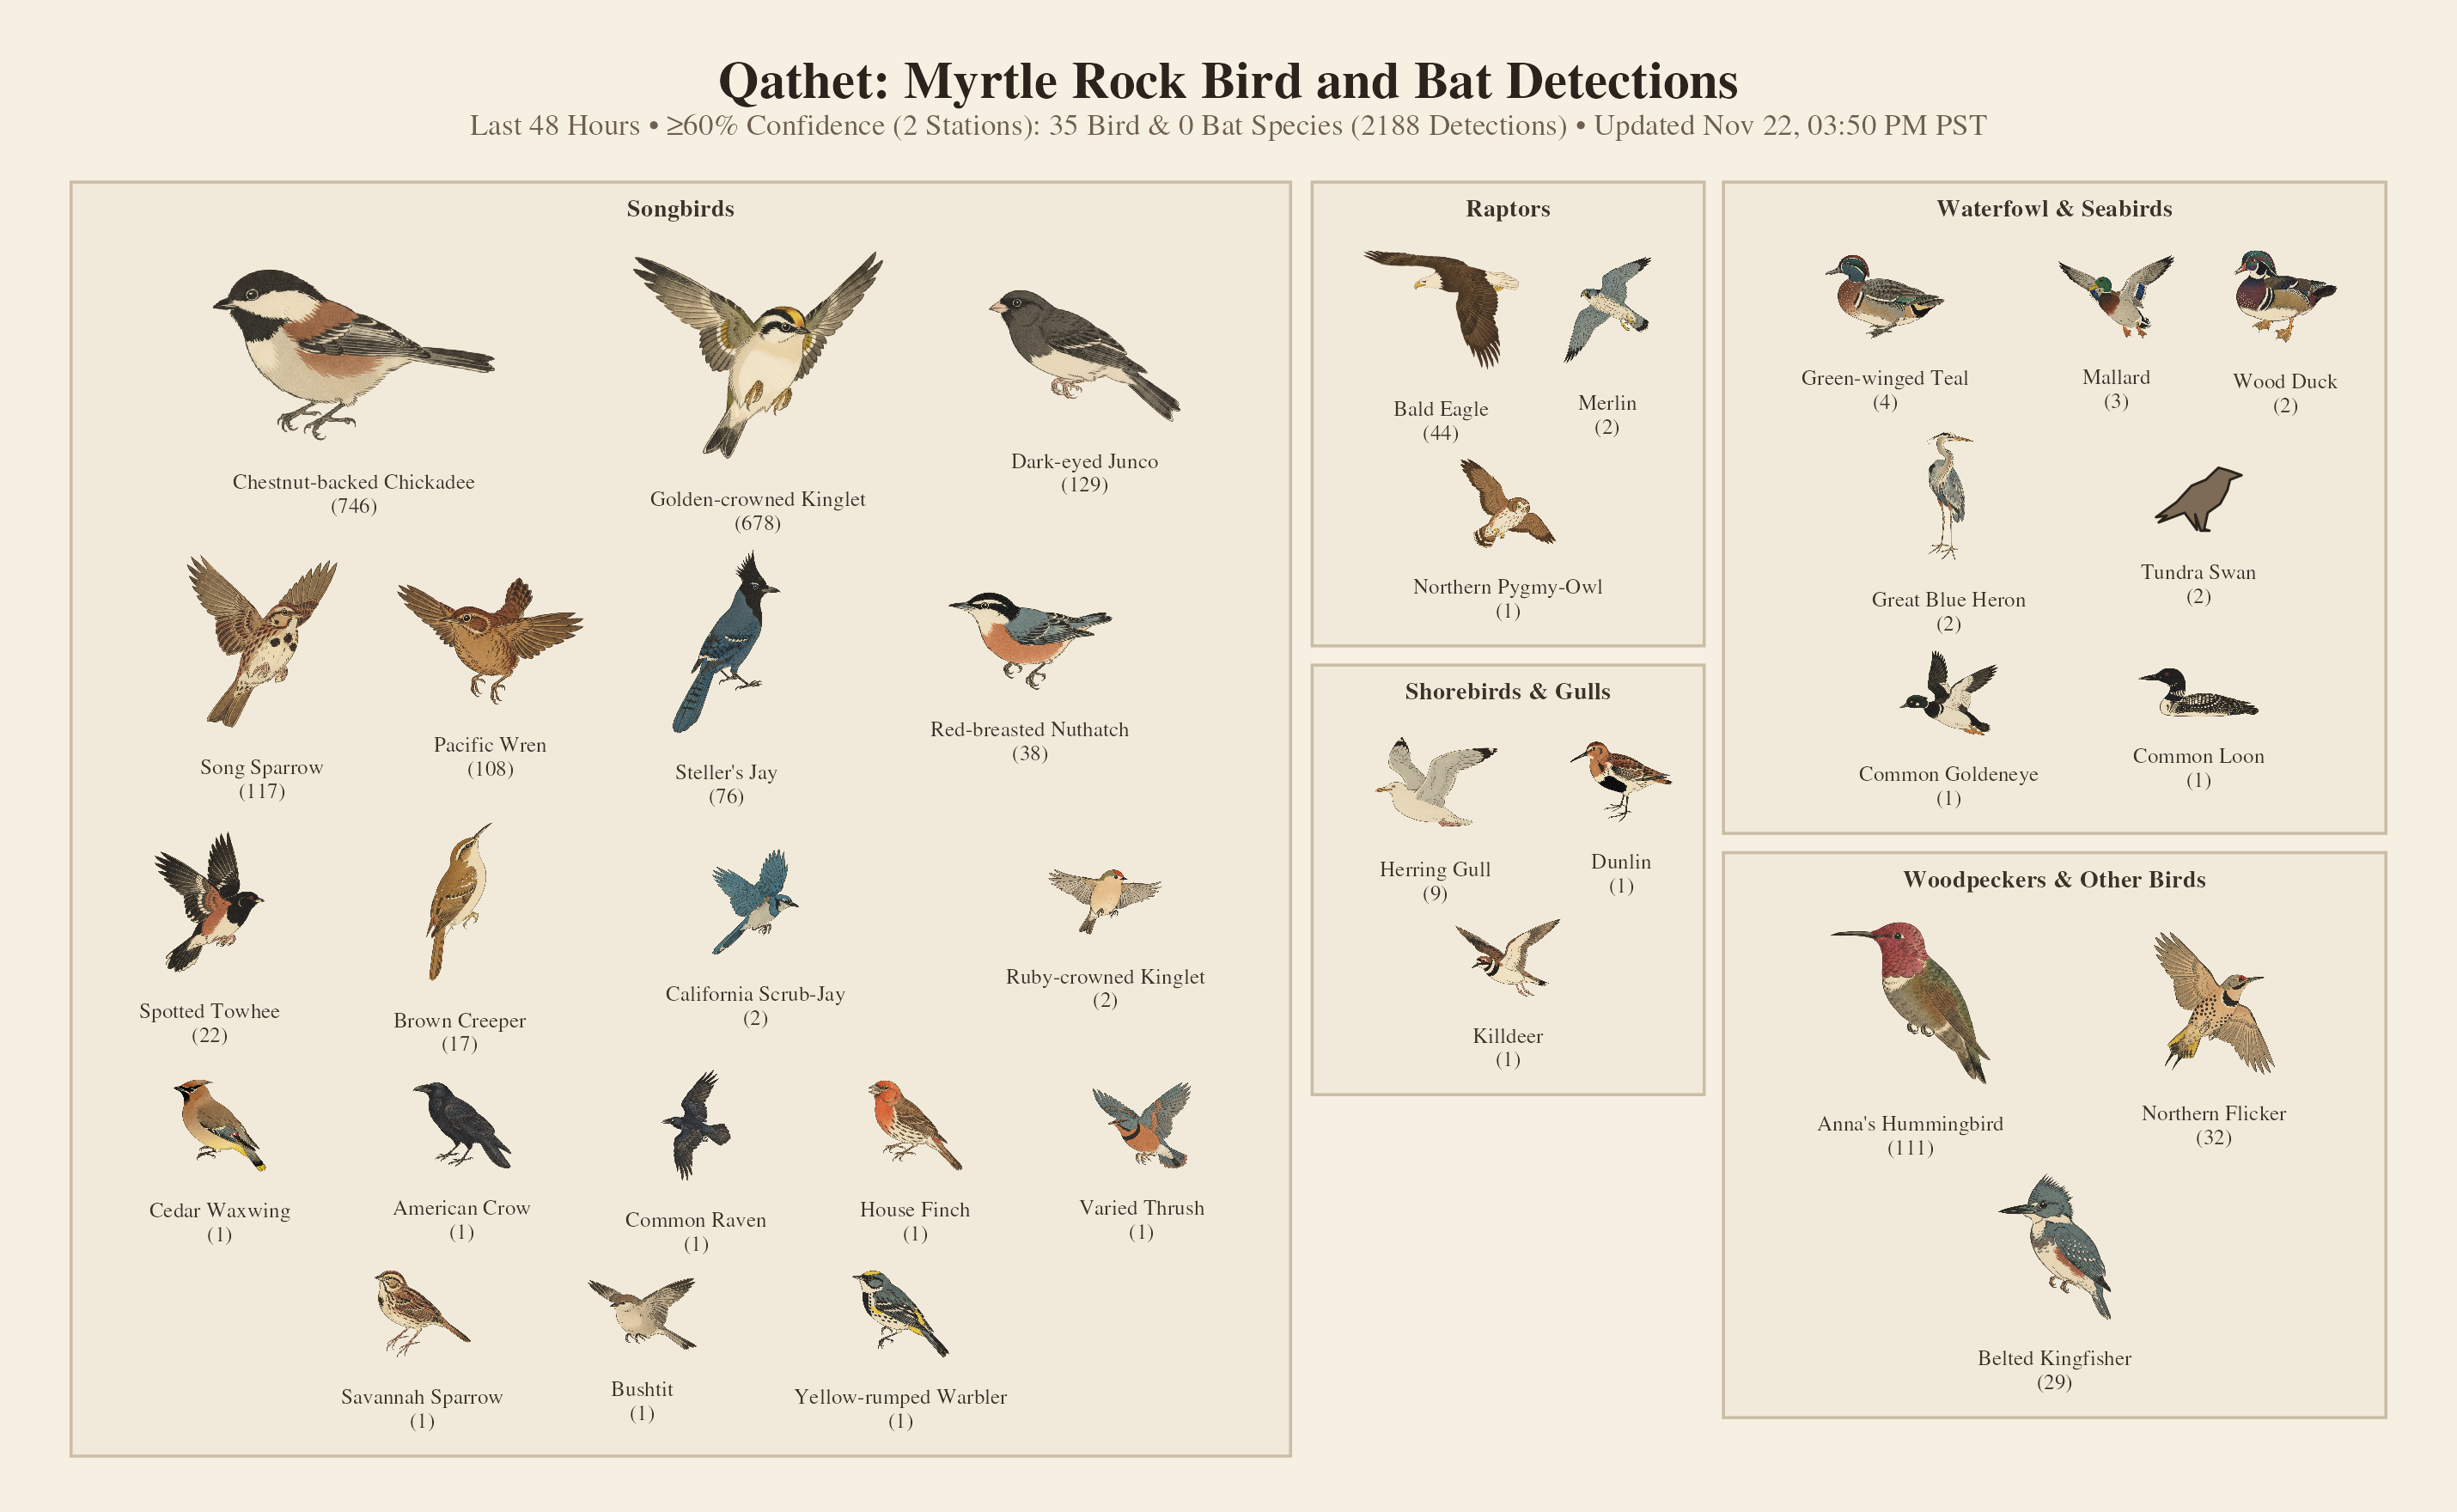 Qathet: Myrtle Rock Bird and Bat Detections
Last 48 Hours • ≥60% Confidence (2 Stations): 35 Bird & 0 Bat Species (2188 Detections) • Updated Nov 22, 03:50 PM PST
Songbirds
Chestnut-backed Chickadee
(746)
Golden-crowned Kinglet
(678)
Dark-eyed Junco
(129)
Song Sparrow
(117)
Pacific Wren
(108)
Steller's Jay
(76)
Red-breasted Nuthatch
(38)
Spotted Towhee
(22)
Brown Creeper
(17)
California Scrub-Jay
(2)
Ruby-crowned Kinglet
(2)
Cedar Waxwing
(1)
American Crow
(1)
Common Raven
(1)
House Finch
(1)
Varied Thrush
(1)
Savannah Sparrow
(1)
Bushtit
(1)
Yellow-rumped Warbler
(1)
Raptors
Bald Eagle
(44)
Merlin
(2)
Northern Pygmy-Owl
(1)
Shorebirds & Gulls
Herring Gull
(9)
Dunlin
(1)
Killdeer
(1)
Waterfowl & Seabirds
Green-winged Teal
(4)
Mallard
(3)
Wood Duck
(2)
Great Blue Heron
(2)
Tundra Swan
(2)
Common Goldeneye
(1)
Common Loon
(1)
Woodpeckers & Other Birds
Anna's Hummingbird
(111)
Northern Flicker
(32)
Belted Kingfisher
(29)